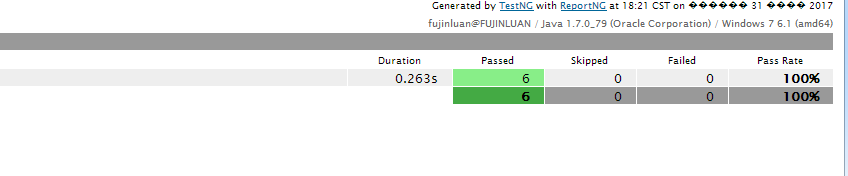 Generated by TestNG with ReportNG at 18:21 CST on ������ 31 ���� 2017
fujinluan@FUJINLUAN / Java 1.7.0_79 (Oracle Corporation) / Windows 7 6.1 (amd64)
Duration Passed Skipped Failed Pass Rate
0.263s 6 0 0 100%
6 0 0 100%